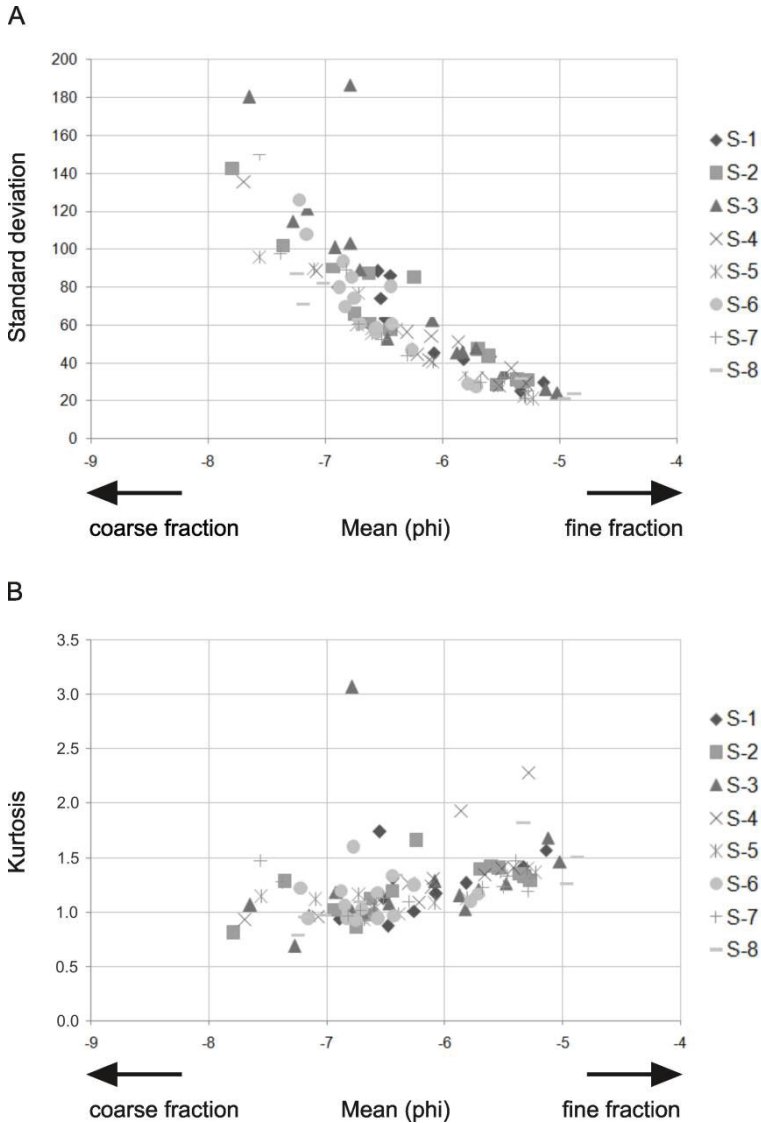 A
Standard deviation
200
180
160
140
120
100
80
60
40
20
0
-9 -8 -7 -6 -5 -4
coarse fraction Mean (phi) fine fraction
S-1
S-2
S-3
S-4
S-5
S-6
S-7
S-8
B
Kurtosis
3.5
3.0
2.5
2.0
1.5
1.0
0.5
0.0
-9 -8 -7 -6 -5 -4
coarse fraction Mean (phi) fine fraction
S-1
S-2
S-3
S-4
S-5
S-6
S-7
S-8